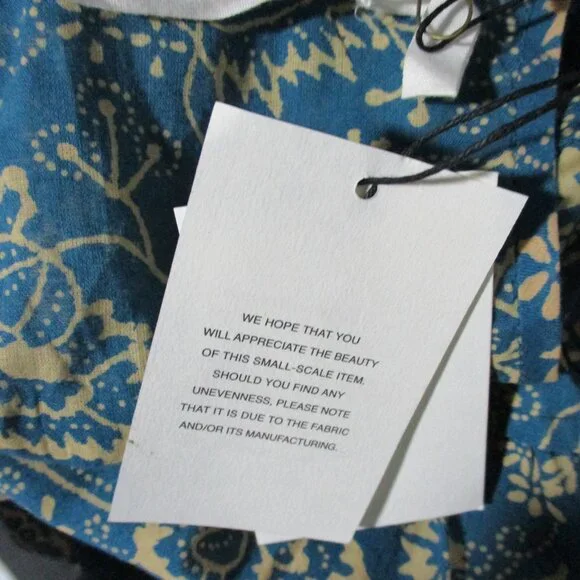 WE HOPE THAT YOU
WILL APPRECIATE THE BEAUTY
OF THIS SMALL-SCALE ITEM.
SHOULD YOU FIND ANY
UNEVENNESS, PLEASE NOTE
THAT IT IS DUE TO THE FABRIC
AND/OR ITS MANUFACTURING.